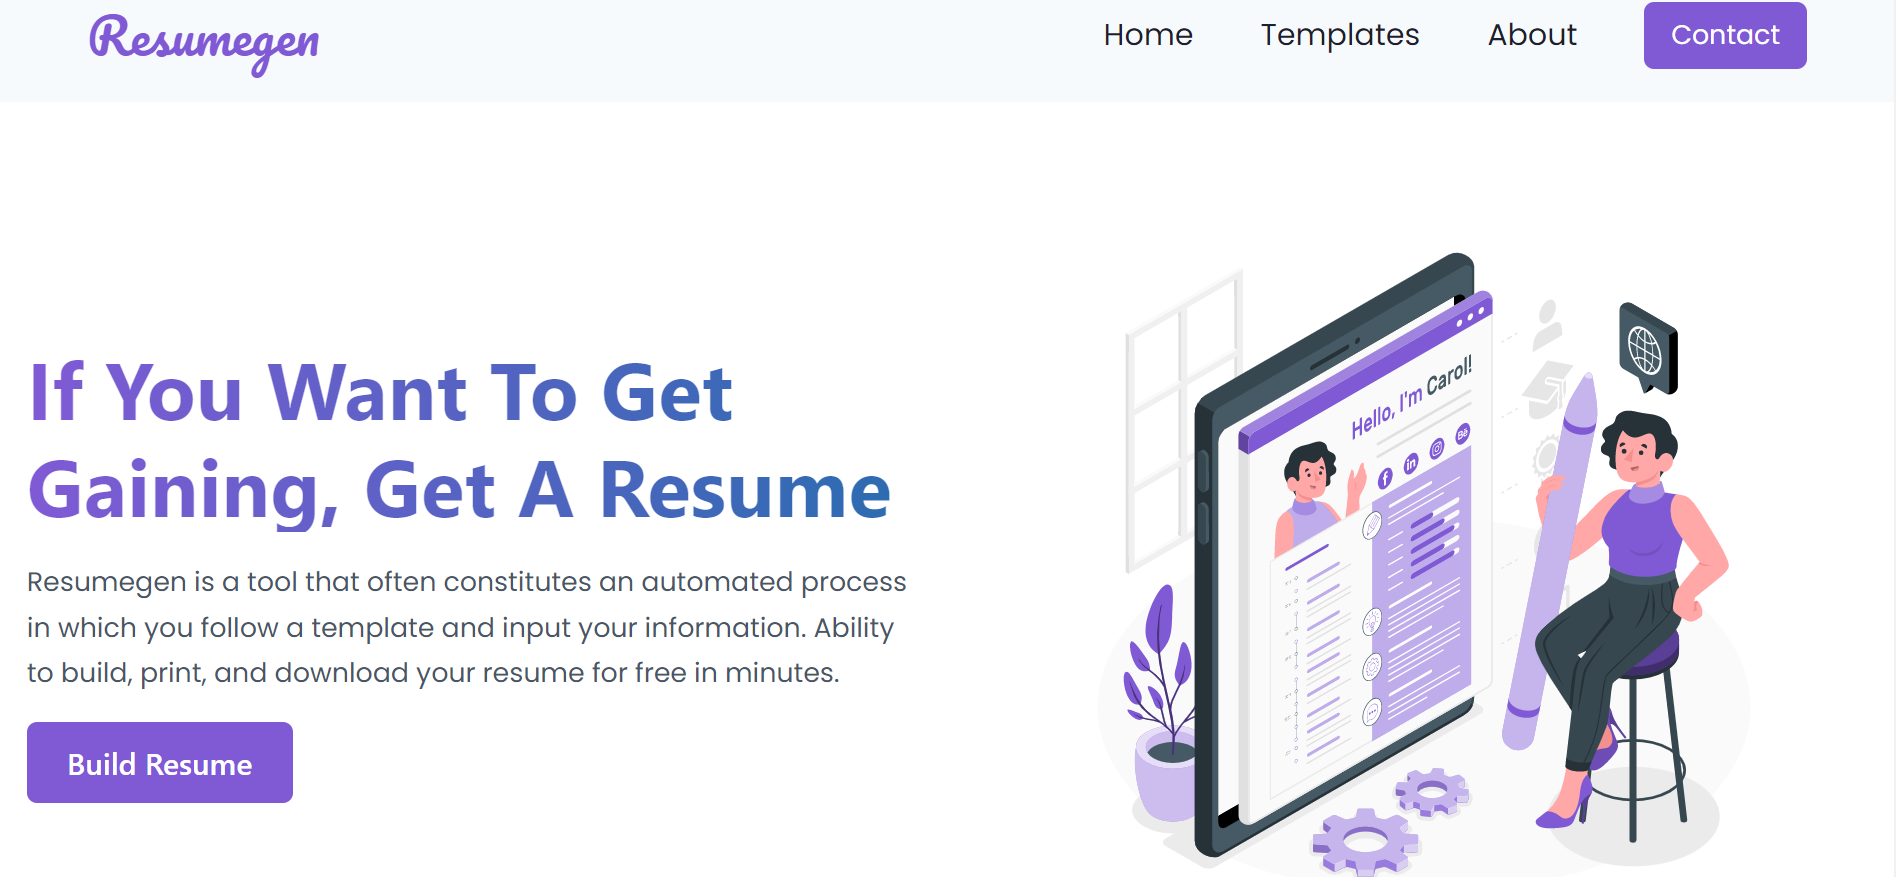 Resumegen
Home
Templates
About
Contact
If You Want To Get
Gaining, Get A Resume
Resumegen is a tool that often constitutes an automated process
in which you follow a template and input your information. Ability
to build, print, and download your resume for free in minutes.
Build Resume
Hello, I'm Carol!
f
in
Bē